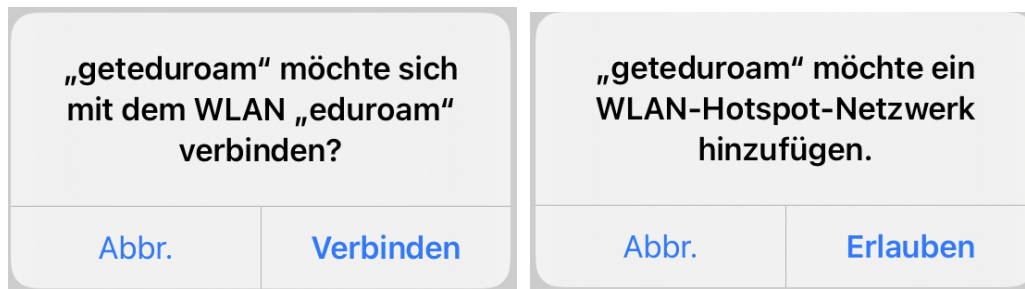 „geteduroam“ möchte sich
mit dem WLAN „eduroam“
verbinden?
Abbr.
Verbinden
„geteduroam“ möchte ein
WLAN-Hotspot-Netzwerk
hinzufügen.
Abbr.
Erlauben